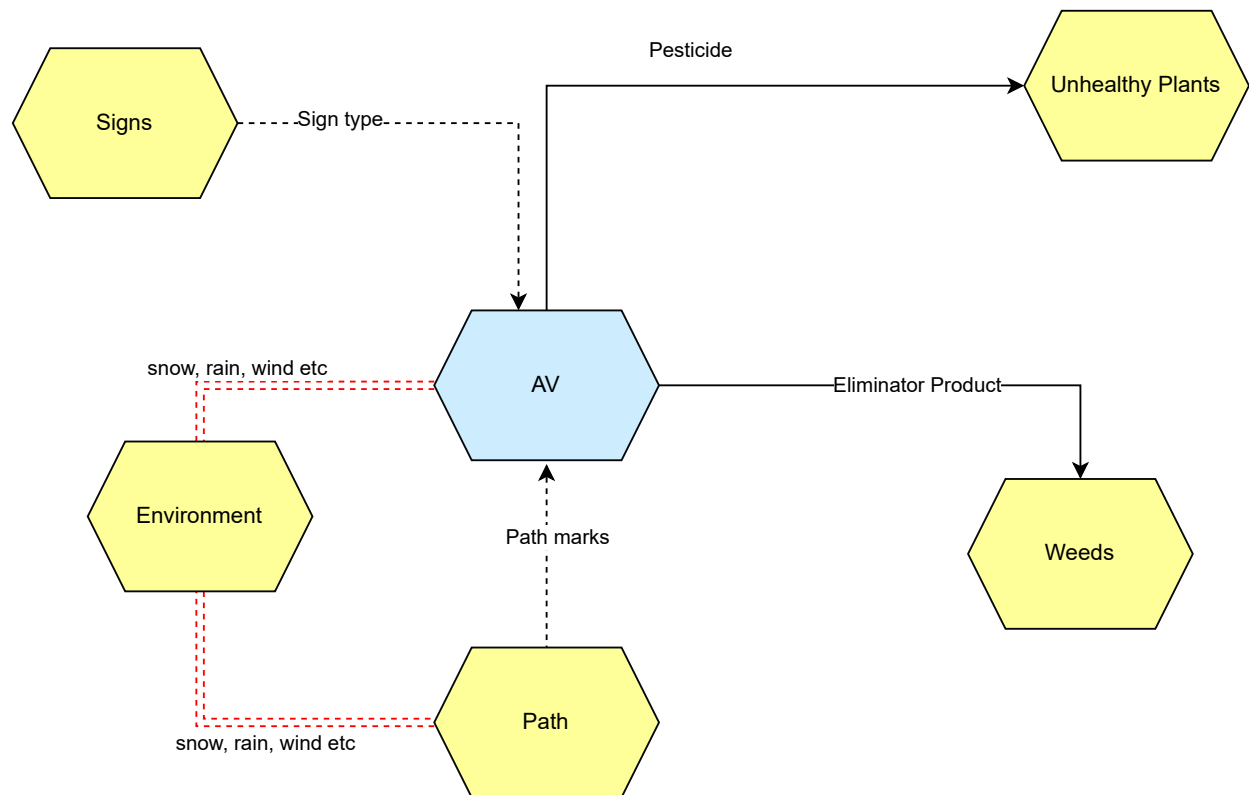 Pesticide
Unhealthy Plants
Signs
Sign type
snow, rain, wind etc
AV
Eliminator Product
Environment
Path marks
Weeds
Path
snow, rain, wind etc